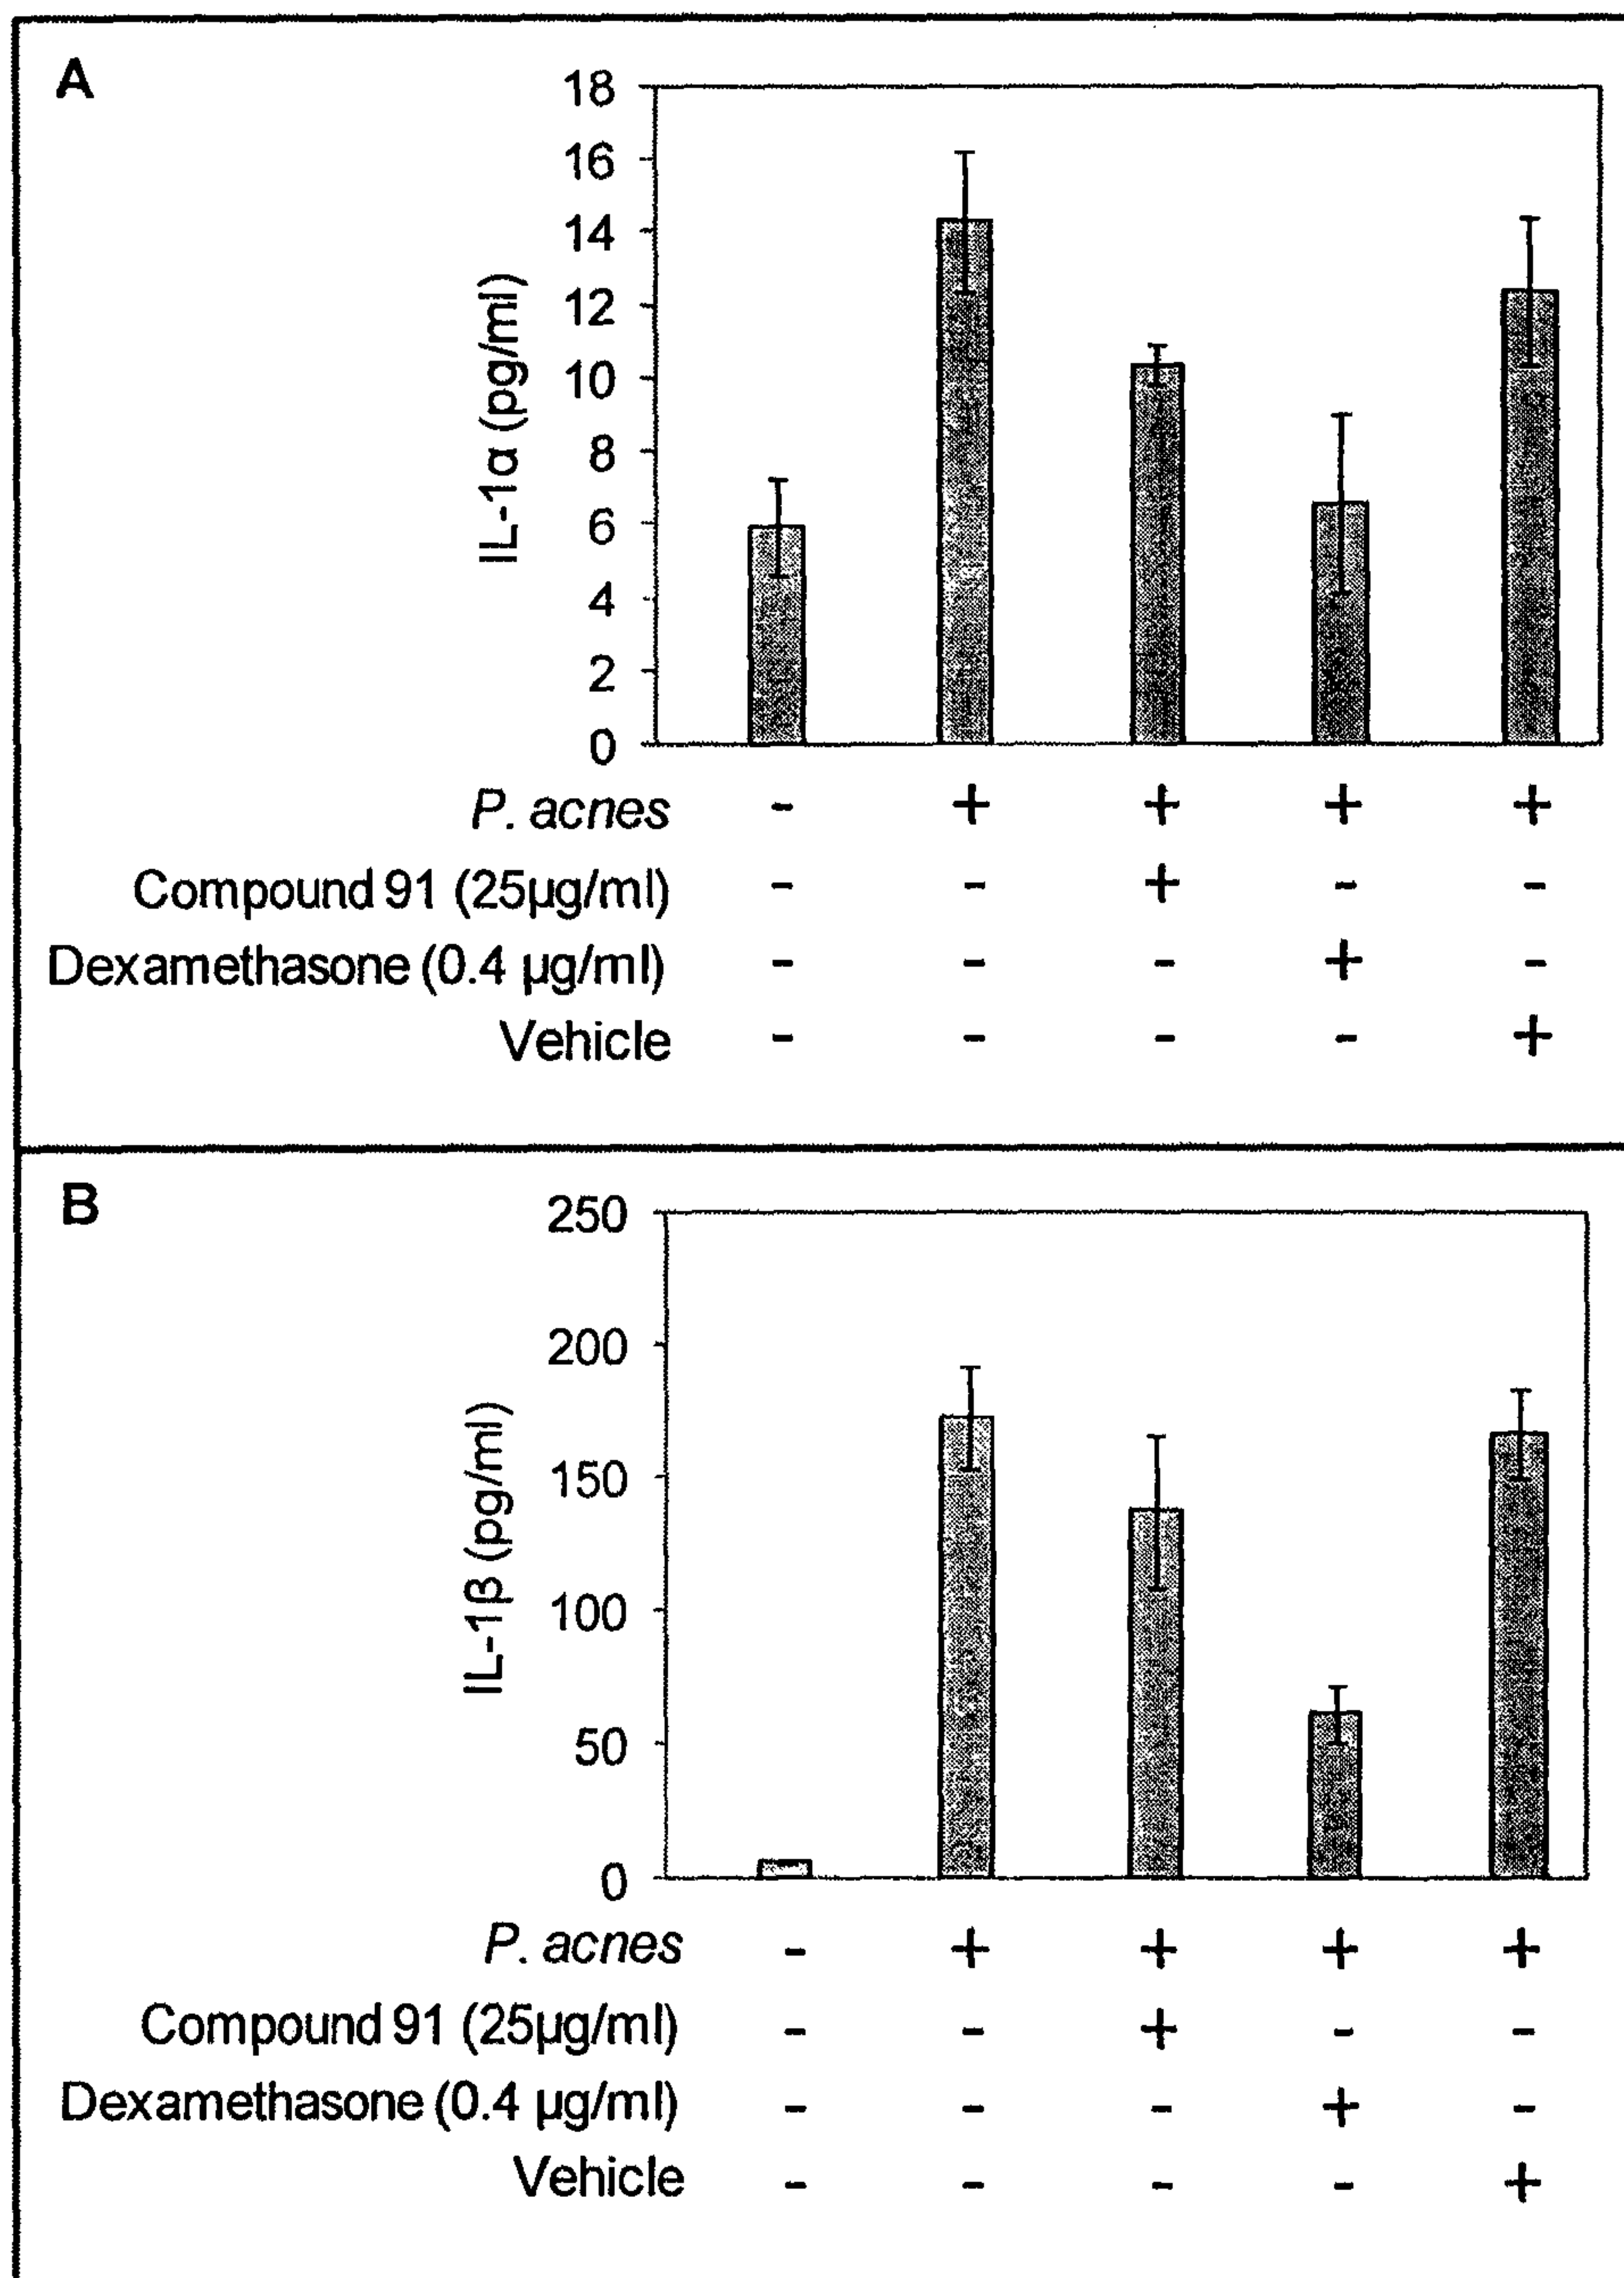 A
18
16
14
12
10
8
6
4
2
0
IL-1α (pg/ml)
P. acnes - + + + +
Compound 91 (25µg/ml) - - + - -
Dexamethasone (0.4 µg/ml) - - - + -
Vehicle - - - - +
B
250
200
150
100
50
0
IL-1β (pg/ml)
P. acnes - + + + +
Compound 91 (25µg/ml) - - + - -
Dexamethasone (0.4 µg/ml) - - - + -
Vehicle - - - - +